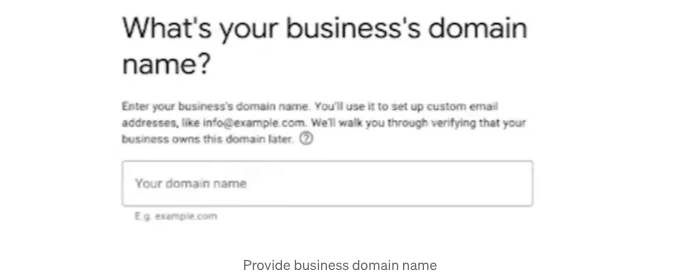 What's your business's domain
name?
Enter your business's domain name. You'll use it to set up custom email
addresses, like info@example.com. We'll walk you through verifying that your
business owns this domain later.
Your domain name
E.g. example.com
Provide business domain name